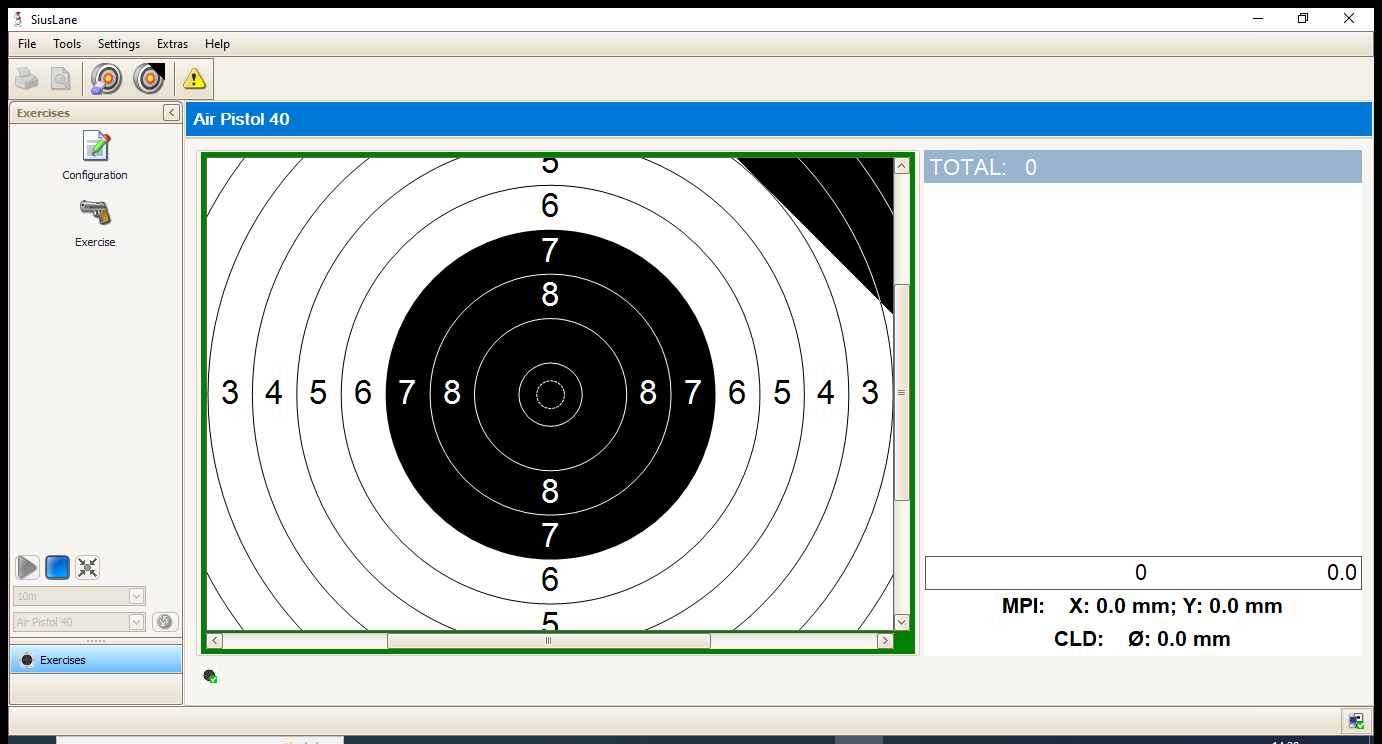 SiusLane
File Tools Settings Extras Help
Exercises
Configuration
Exercise
10m
Air Pistol 40
Exercises
Air Pistol 40
5
6
7
8
3 4 5 6 7 8 8 7 6 5 4 3
8
7
6
5
TOTAL: 0
0 0.0
MPI: X: 0.0 mm; Y: 0.0 mm
CLD: Ø: 0.0 mm